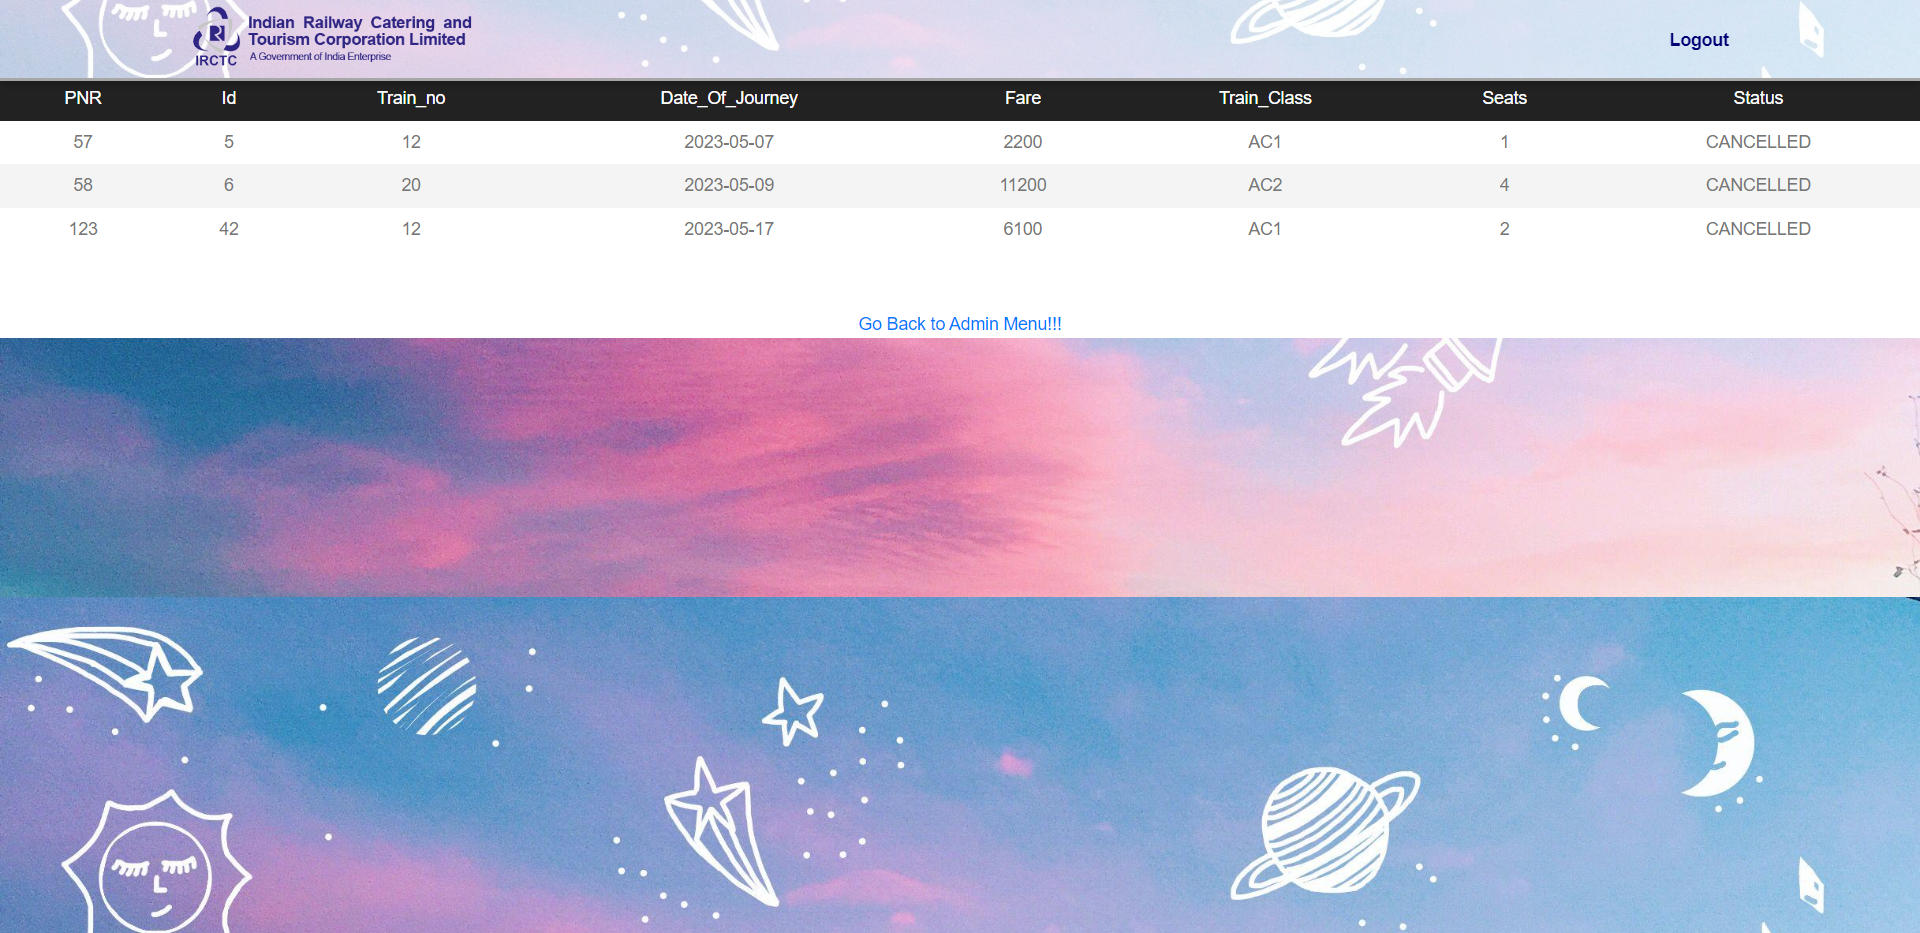 Indian Railway Catering and
Tourism Corporation Limited
A Government of India Enterprise
IRCTC
Logout
PNR Id Train_no Date_Of_Journey Fare Train_Class Seats Status
57 5 12 2023-05-07 2200 AC1 1 CANCELLED
58 6 20 2023-05-09 11200 AC2 4 CANCELLED
123 42 12 2023-05-17 6100 AC1 2 CANCELLED
Go Back to Admin Menu!!!